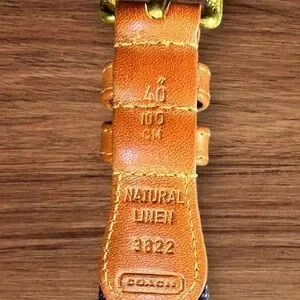 40"
100
CM
NATURAL
LINEN
3822
COACH